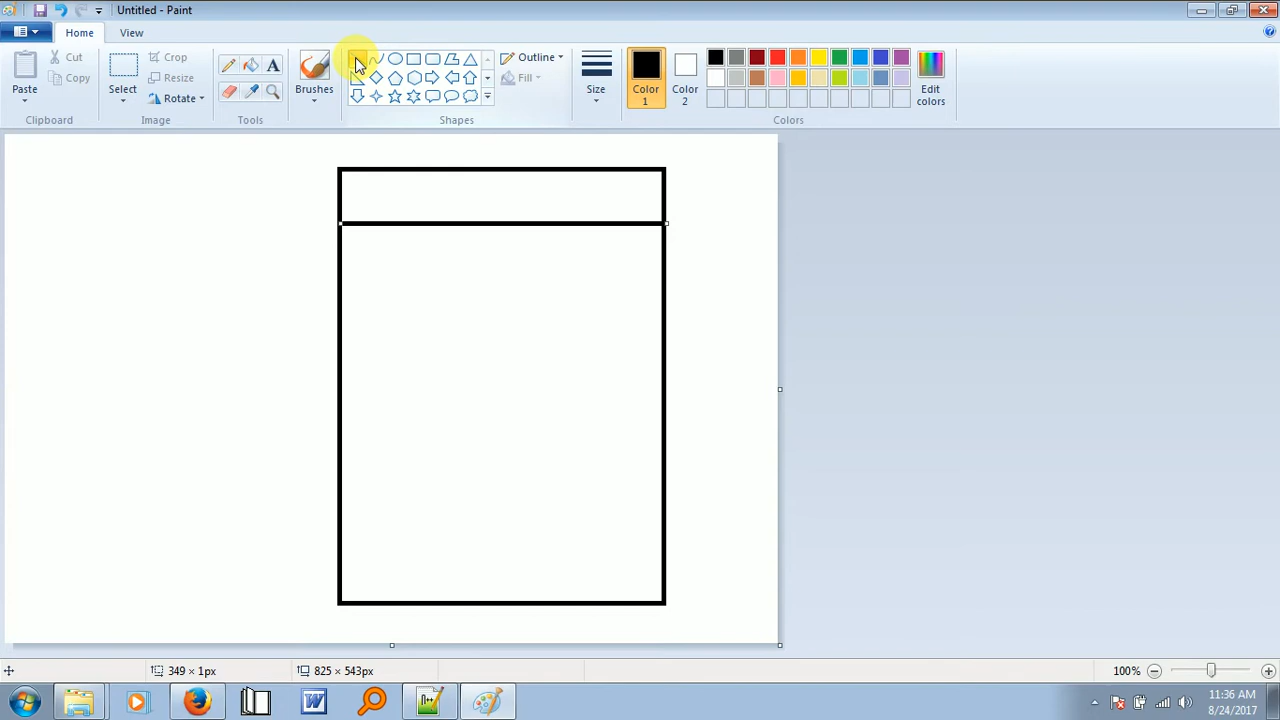 Untitled - Paint
Home
View
Paste
Cut
Copy
Clipboard
Select
Crop
Resize
Rotate
Image
A
Tools
Brushes
Shapes
Outline
Fill
Size
Color 1
Color 2
Edit colors
Colors
349 × 1px
825 × 543px
100%
11:36 AM
8/24/2017